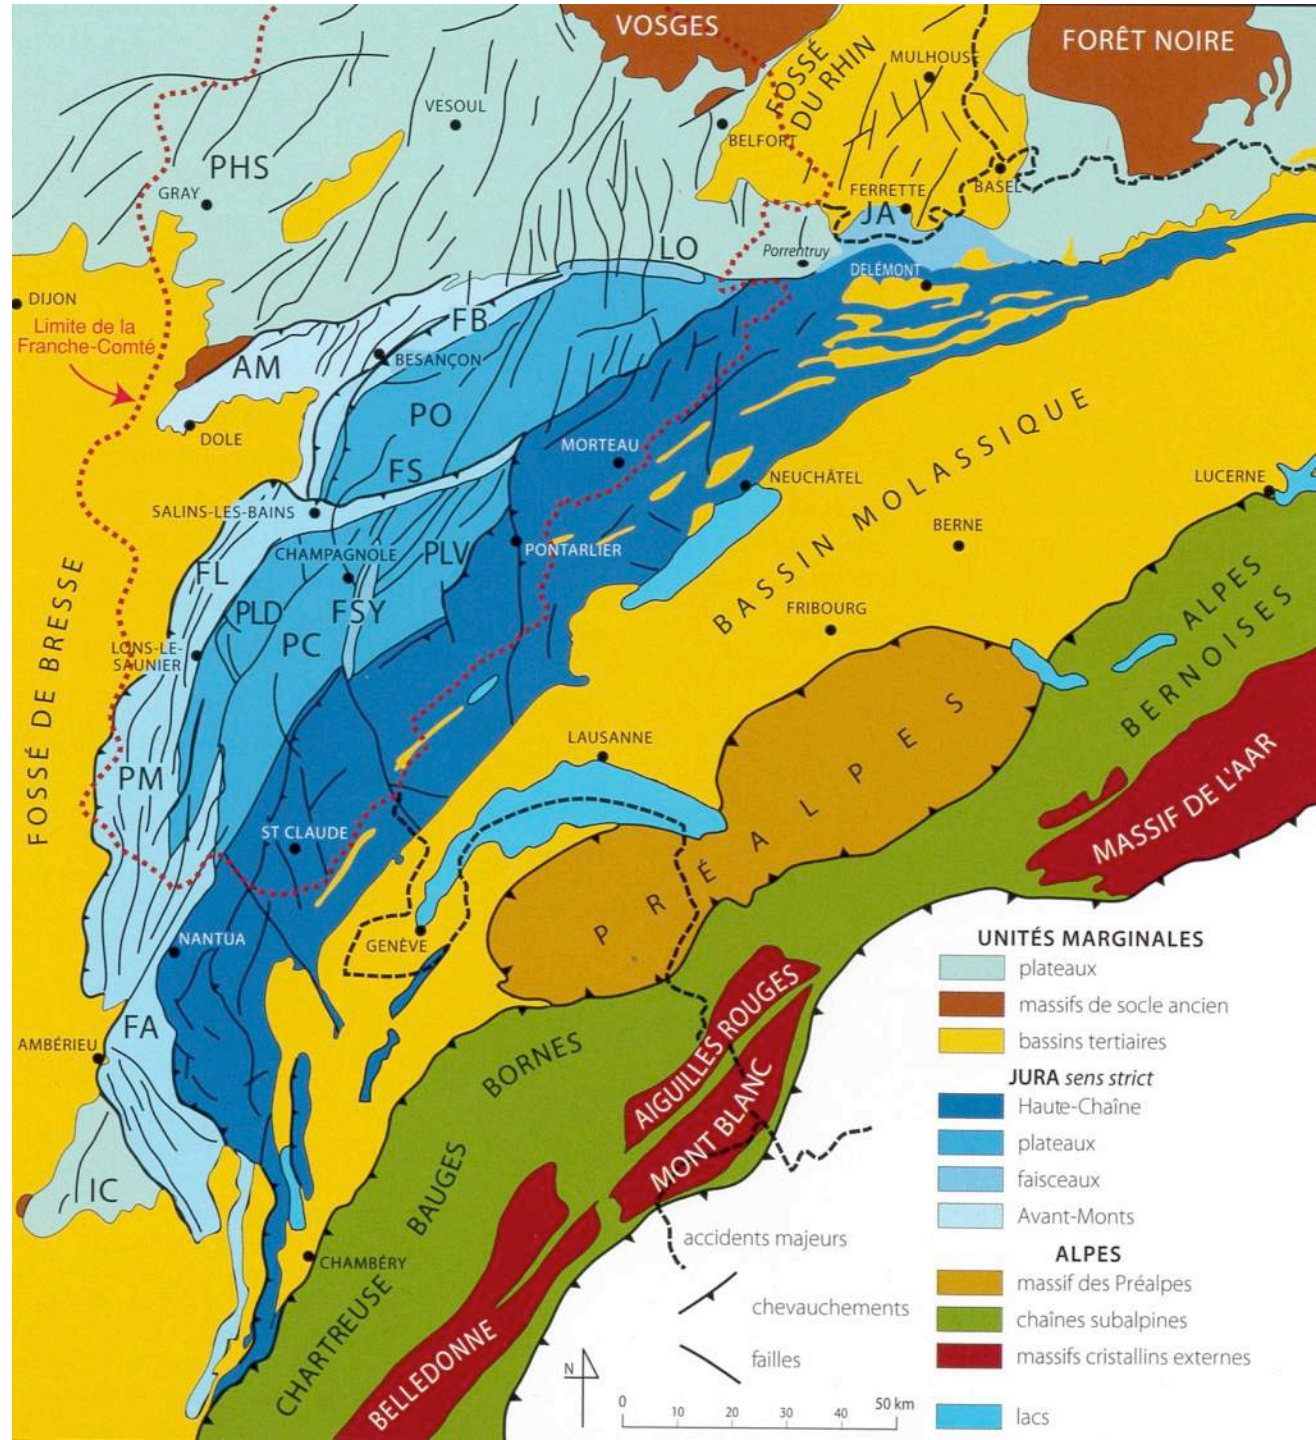 VOSGES
FORÊT NOIRE
FOSSÉ
DU RHIN
MULHOUSE
VESOUL
BELFORT
PHS
GRAY
FERRETTE
BASEL
JA
LO
Porrentruy
DELÉMONT
DIJON
Limite de la
Franche-Comté
FB
AM
BESANÇON
PO
DOLE
MORTEAU
FS
NEUCHÂTEL
LUCERNE
SALINS-LES-BAINS
BASSIN MOLASSIQUE
BERNE
CHAMPAGNOLE
PLV
PONTARLIER
FL
PLD
FSY
FRIBOURG
ALPES
BERNOISES
PC
LONS-LE-
SAUNIER
FOSSÉ DE BRESSE
LAUSANNE
PRÉALPES
PM
MASSIF DE L'AAR
ST CLAUDE
GENÈVE
NANTUA
UNITÉS MARGINALES
plateaux
massifs de socle ancien
bassins tertiaires
JURA sens strict
Haute-Chaîne
plateaux
faisceaux
Avant-Monts
ALPES
massif des Préalpes
chaînes subalpines
massifs cristallins externes
lacs
FA
AMBÉRIEU
BORNES
AIGUILLES ROUGES
MONT BLANC
IC
BAUGES
CHAMBÉRY
CHARTREUSE
BELLEDONNE
accidents majeurs
chevauchements
failles
N
0 10 20 30 40 50 km